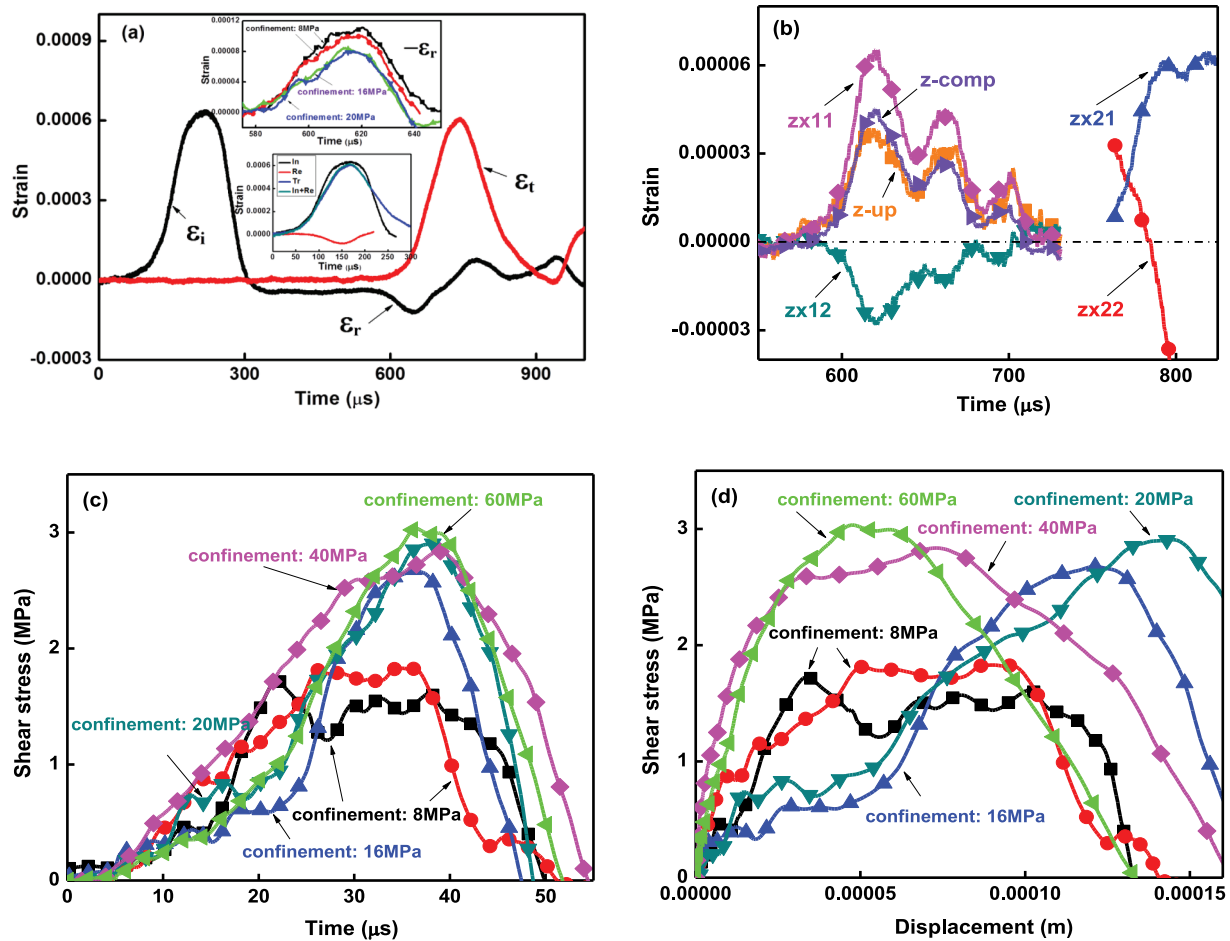 (a)
0.0009
0.0006
0.0003
0.0000
-0.0003
Strain
0
300
600
900
Time (μs)
εi
εr
εt
0.00012
0.00008
0.00004
0.00000
Strain
confinement: 8MPa
−εr
confinement: 16MPa
confinement: 20MPa
580
600
620
640
Time (μs)
0.0006
0.0004
0.0002
0.0000
Strain
In
Re
Tr
In+Re
0
50
100
150
200
250
300
Time (μs)
(b)
0.00006
0.00003
0.00000
-0.00003
Strain
zx11
z-comp
z-up
zx12
zx21
zx22
600
700
800
Time (μs)
(c)
3
2
1
0
Shear stress (MPa)
confinement: 60MPa
confinement: 40MPa
confinement: 20MPa
confinement: 8MPa
confinement: 16MPa
0
10
20
30
40
50
Time (μs)
(d)
3
2
1
0
Shear stress (MPa)
confinement: 60MPa
confinement: 20MPa
confinement: 40MPa
confinement: 8MPa
confinement: 16MPa
0.00000
0.00005
0.00010
0.00015
Displacement (m)